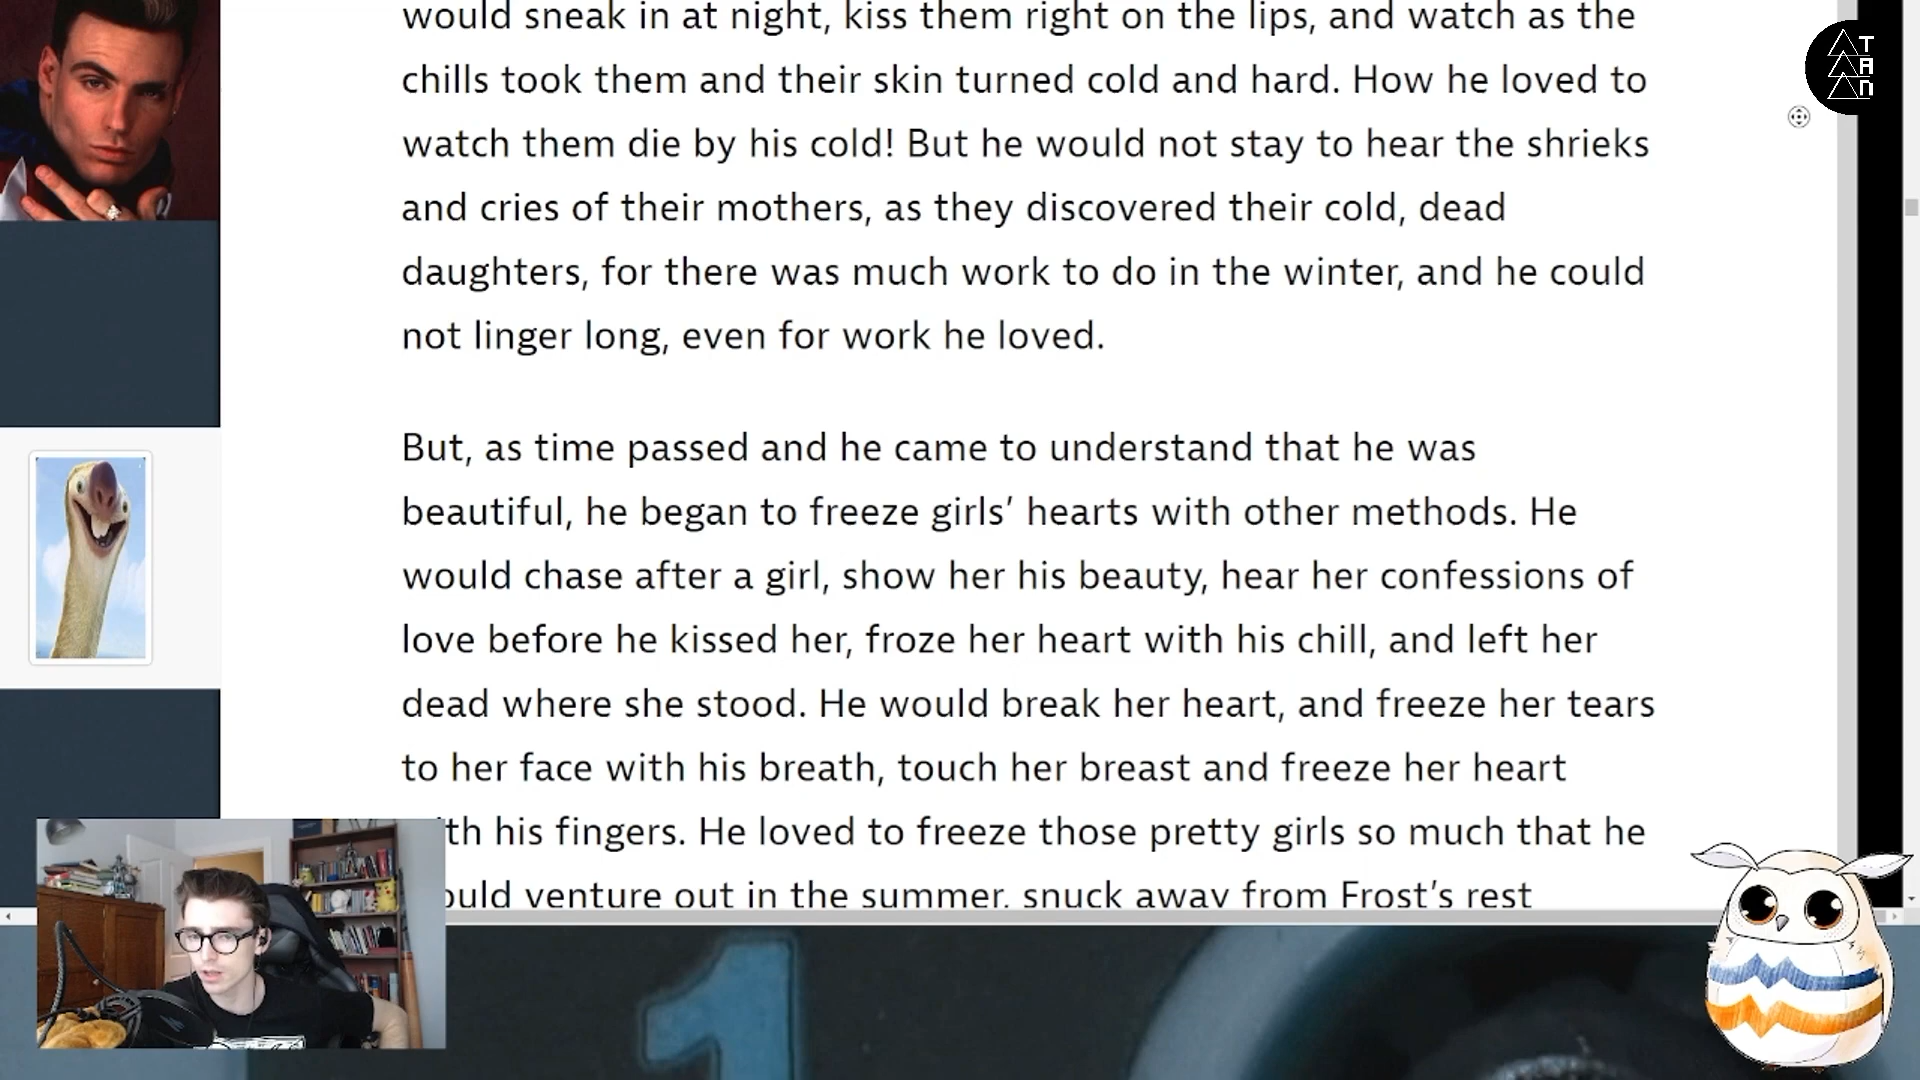 would sneak in at night, kiss them right on the lips, and watch as the
chills took them and their skin turned cold and hard. How he loved to
watch them die by his cold! But he would not stay to hear the shrieks
and cries of their mothers, as they discovered their cold, dead
daughters, for there was much work to do in the winter, and he could
not linger long, even for work he loved.
But, as time passed and he came to understand that he was
beautiful, he began to freeze girls’ hearts with other methods. He
would chase after a girl, show her his beauty, hear her confessions of
love before he kissed her, froze her heart with his chill, and left her
dead where she stood. He would break her heart, and freeze her tears
to her face with his breath, touch her breast and freeze her heart
his fingers. He loved to freeze those pretty girls so much that he
venture out in the summer, snuck away from Frost’s rest
TAN
1